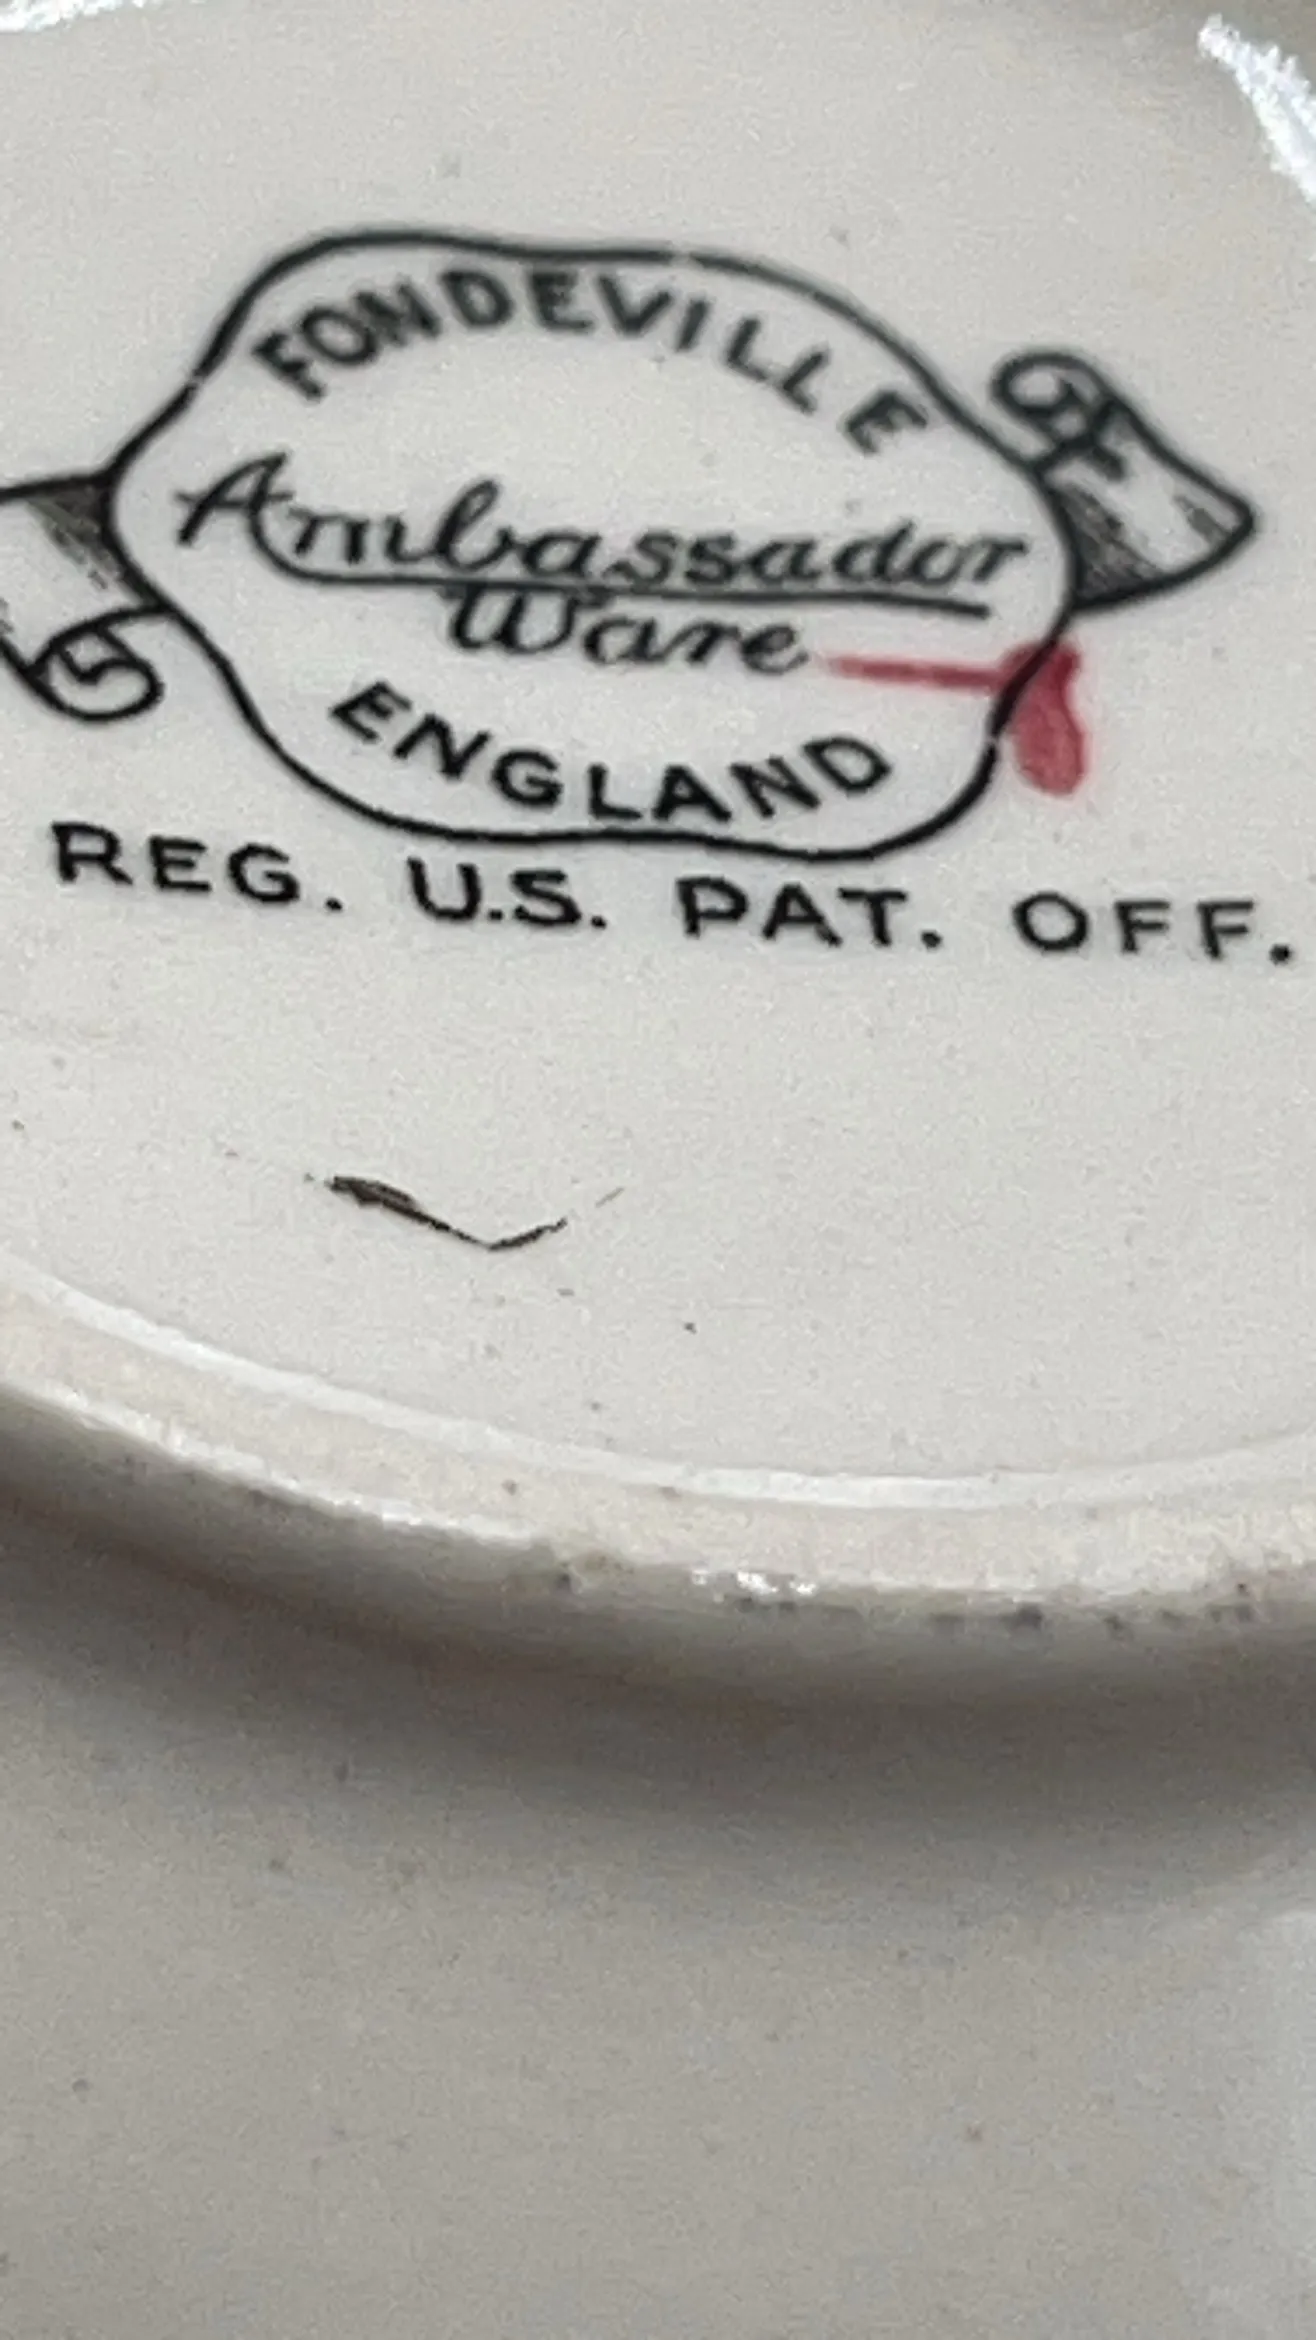 FONDEVILLE
Ambassador
Ware
ENGLAND
REG. U.S. PAT. OFF.